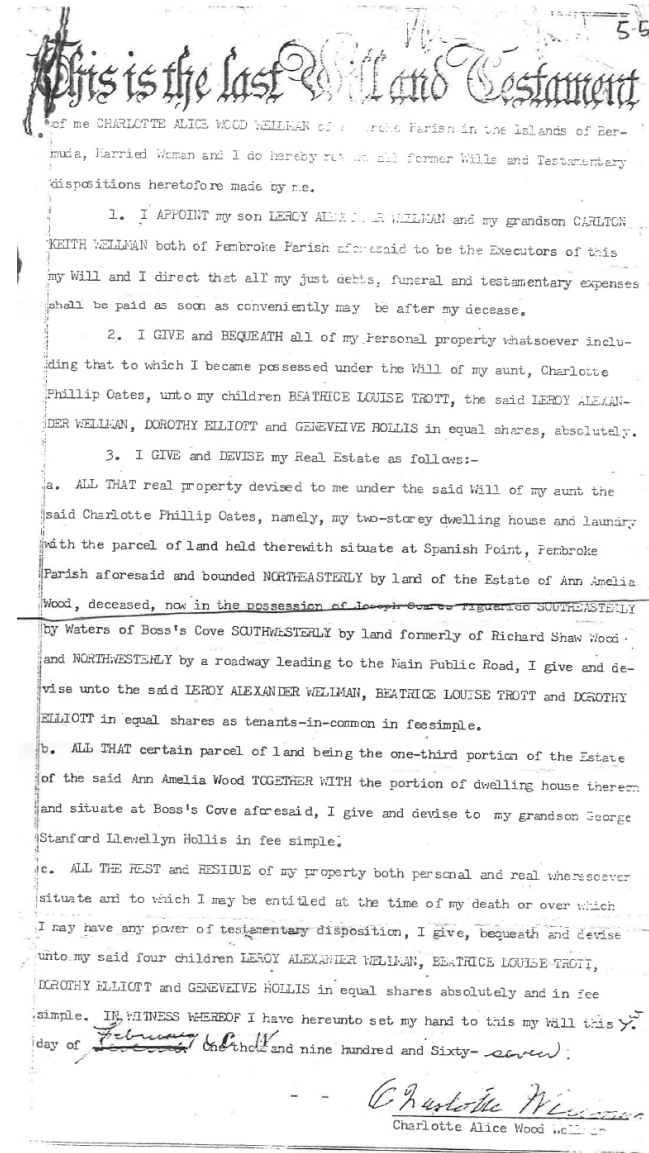 55
This is the last Will and Testament
of me CHARLOTTE ALICE WOOD WELLMAN of Parish in the Islands of Ber-
muda, Married Woman and I do hereby all former Wills and Testamentary
dispositions heretofore made by me.
1. I APPOINT my son LEROY WELLMAN and my grandson CARLTON
KEITH WELLMAN both of Pembroke Parish aforesaid to be the Executors of this
my Will and I direct that all my just debts, funeral and testamentary expenses
shall be paid as soon as conveniently may be after my decease.
2. I GIVE and BEQUEATH all of my Personal property whatsoever inclu-
ding that to which I became possessed under the Will of my aunt, Charlotte
Phillip Oates, unto my children BEATRICE LOUISE TROTT, the said LEROY ALEXAN-
DER WELLMAN, DOROTHY ELLIOTT and GENEVEIVE HOLLIS in equal shares, absolutely.
3. I GIVE and DEVISE my Real Estate as follows:-
a. ALL THAT real property devised to me under the said Will of my aunt the
said Charlotte Phillip Oates, namely, my two-storey dwelling house and laundry
with the parcel of land held therewith situate at Spanish Point, Pembroke
Parish aforesaid and bounded NORTHEASTERLY by land of the Estate of Ann Amelia
Wood, deceased, now in the possession of Joseph Figuerido SOUTHEASTERLY
by Waters of Boss's Cove SOUTHWESTERLY by land formerly of Richard Shaw Wood
and NORTHWESTERLY by a roadway leading to the Main Public Road, I give and de-
vise unto the said LEROY ALEXANDER WELLMAN, BEATRICE LOUISE TROTT and DOROTHY
ELLIOTT in equal shares as tenants-in-common in feesimple.
b. ALL THAT certain parcel of land being the one-third portion of the Estate
of the said Ann Amelia Wood TOGETHER WITH the portion of dwelling house thereon
and situate at Boss's Cove aforesaid, I give and devise to my grandson George
Stanford Llewellyn Hollis in fee simple.
c. ALL THE REST and RESIDUE of my property both personal and real wheresoever
situate and to which I may be entitled at the time of my death or over which
I may have any power of testamentary disposition, I give, bequeath and devise
unto my said four children LEROY ALEXANDER WELLMAN, BEATRICE LOUISE TROTT,
DOROTHY ELLIOTT and GENEVEIVE HOLLIS in equal shares absolutely and in fee
simple. IN WITNESS WHEREOF I have hereunto set my hand to this my Will this
day of February One and nine hundred and Sixty-seven.
Charlotte
Charlotte Alice Wood